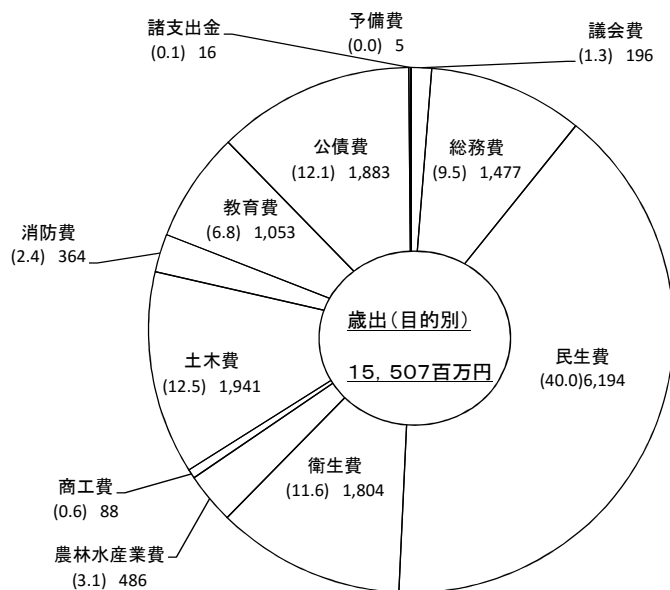 諸支出金
(0.1) 16
予備費
(0.0) 5
議会費
(1.3) 196
総務費
(9.5) 1,477
公債費
(12.1) 1,883
教育費
(6.8) 1,053
消防費
(2.4) 364
歳出（目的別）
15，507百万円
民生費
(40.0)6,194
土木費
(12.5) 1,941
衛生費
(11.6) 1,804
商工費
(0.6) 88
農林水産業費
(3.1) 486